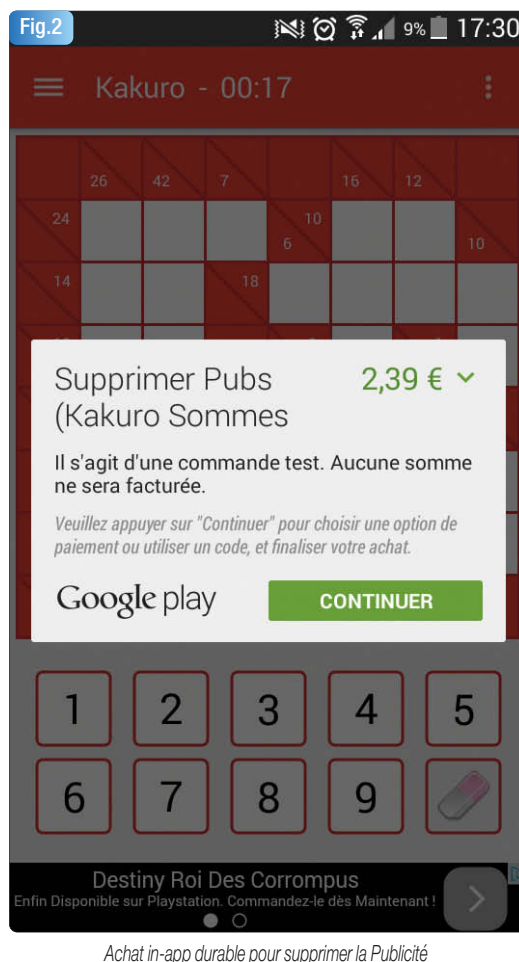 Fig.2
9% 17:30
Kakuro - 00:17
26 42 7 16 12
24 10
6 10
14 18
Supprimer Pubs 2,39 €
(Kakuro Sommes
Il s'agit d'une commande test. Aucune somme
ne sera facturée.
Veuillez appuyer sur "Continuer" pour choisir une option de
paiement ou utiliser un code, et finaliser votre achat.
Google play CONTINUER
1 2 3 4 5
6 7 8 9
Destiny Roi Des Corrompus
Enfin Disponible sur Playstation. Commandez-le dès Maintenant !
Achat in-app durable pour supprimer la Publicité